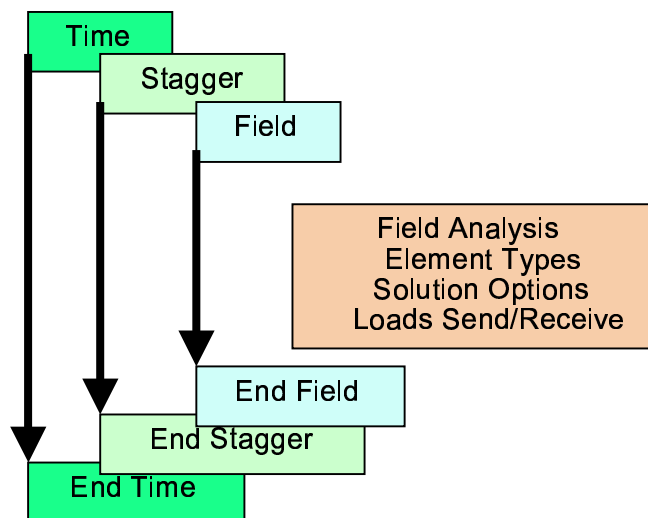 Time
Stagger
Field
Field Analysis
Element Types
Solution Options
Loads Send/Receive
End Field
End Stagger
End Time